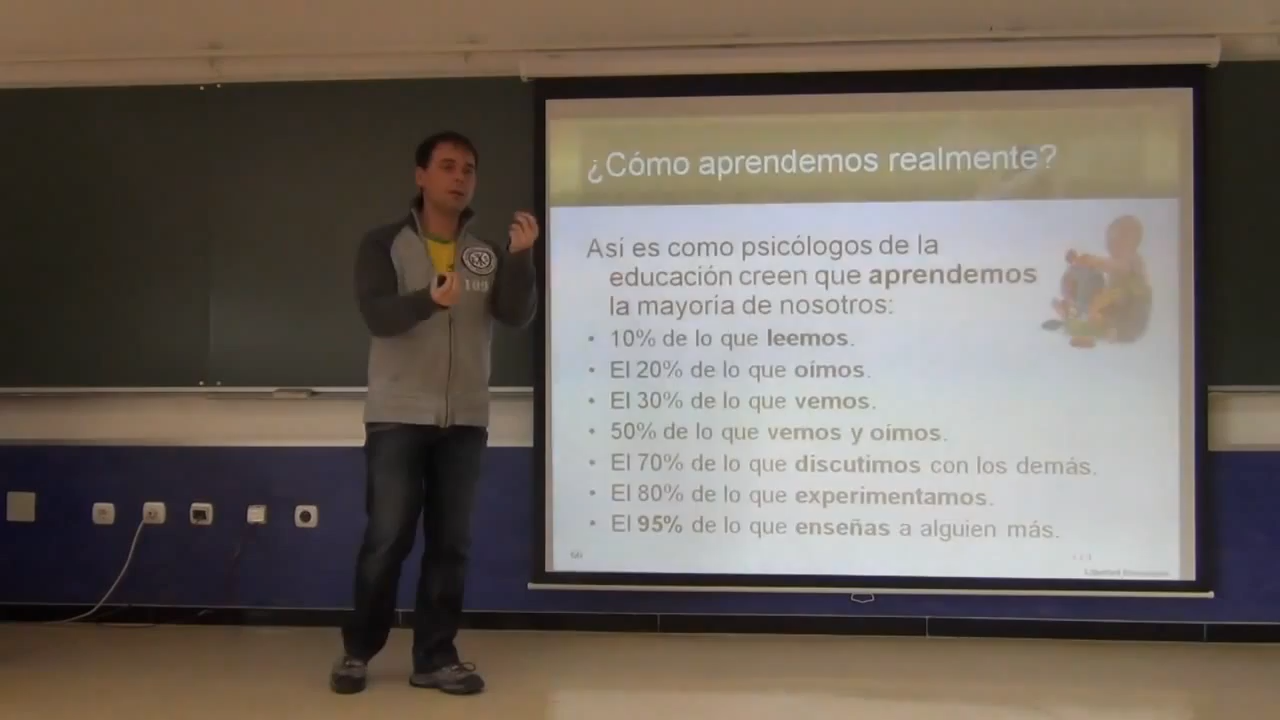 ¿Cómo aprendemos realmente?
Así es como psicólogos de la
educación creen que aprendemos
la mayoría de nosotros:
• 10% de lo que leemos.
• El 20% de lo que oímos.
• El 30% de lo que vemos.
• 50% de lo que vemos y oímos.
• El 70% de lo que discutimos con los demás.
• El 80% de lo que experimentamos.
• El 95% de lo que enseñas a alguien más.
109